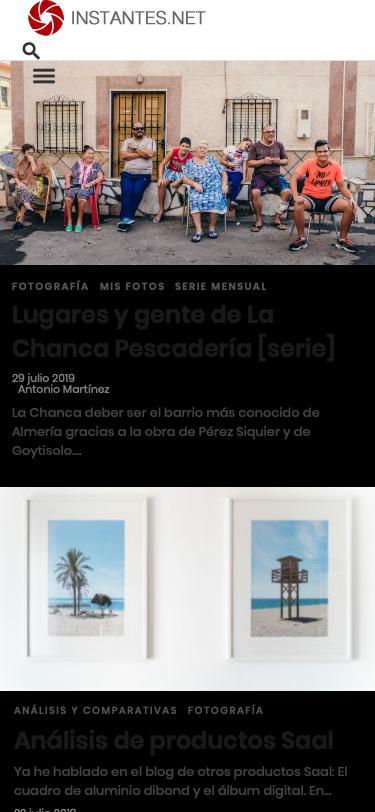 INSTANTES.NET
FOTOGRAFÍA MIS FOTOS SERIE MENSUAL
Lugares y gente de La
Chanca Pescadería [serie]
29 julio 2019
Antonio Martínez
La Chanca deber ser el barrio más conocido de
Almería gracias a la obra de Pérez Siquier y de
Goytisolo....
ANÁLISIS Y COMPARATIVAS FOTOGRAFÍA
Análisis de productos Saal
Ya he hablado en el blog de otros productos Saal: El
cuadro de aluminio dibond y el álbum digital. En...